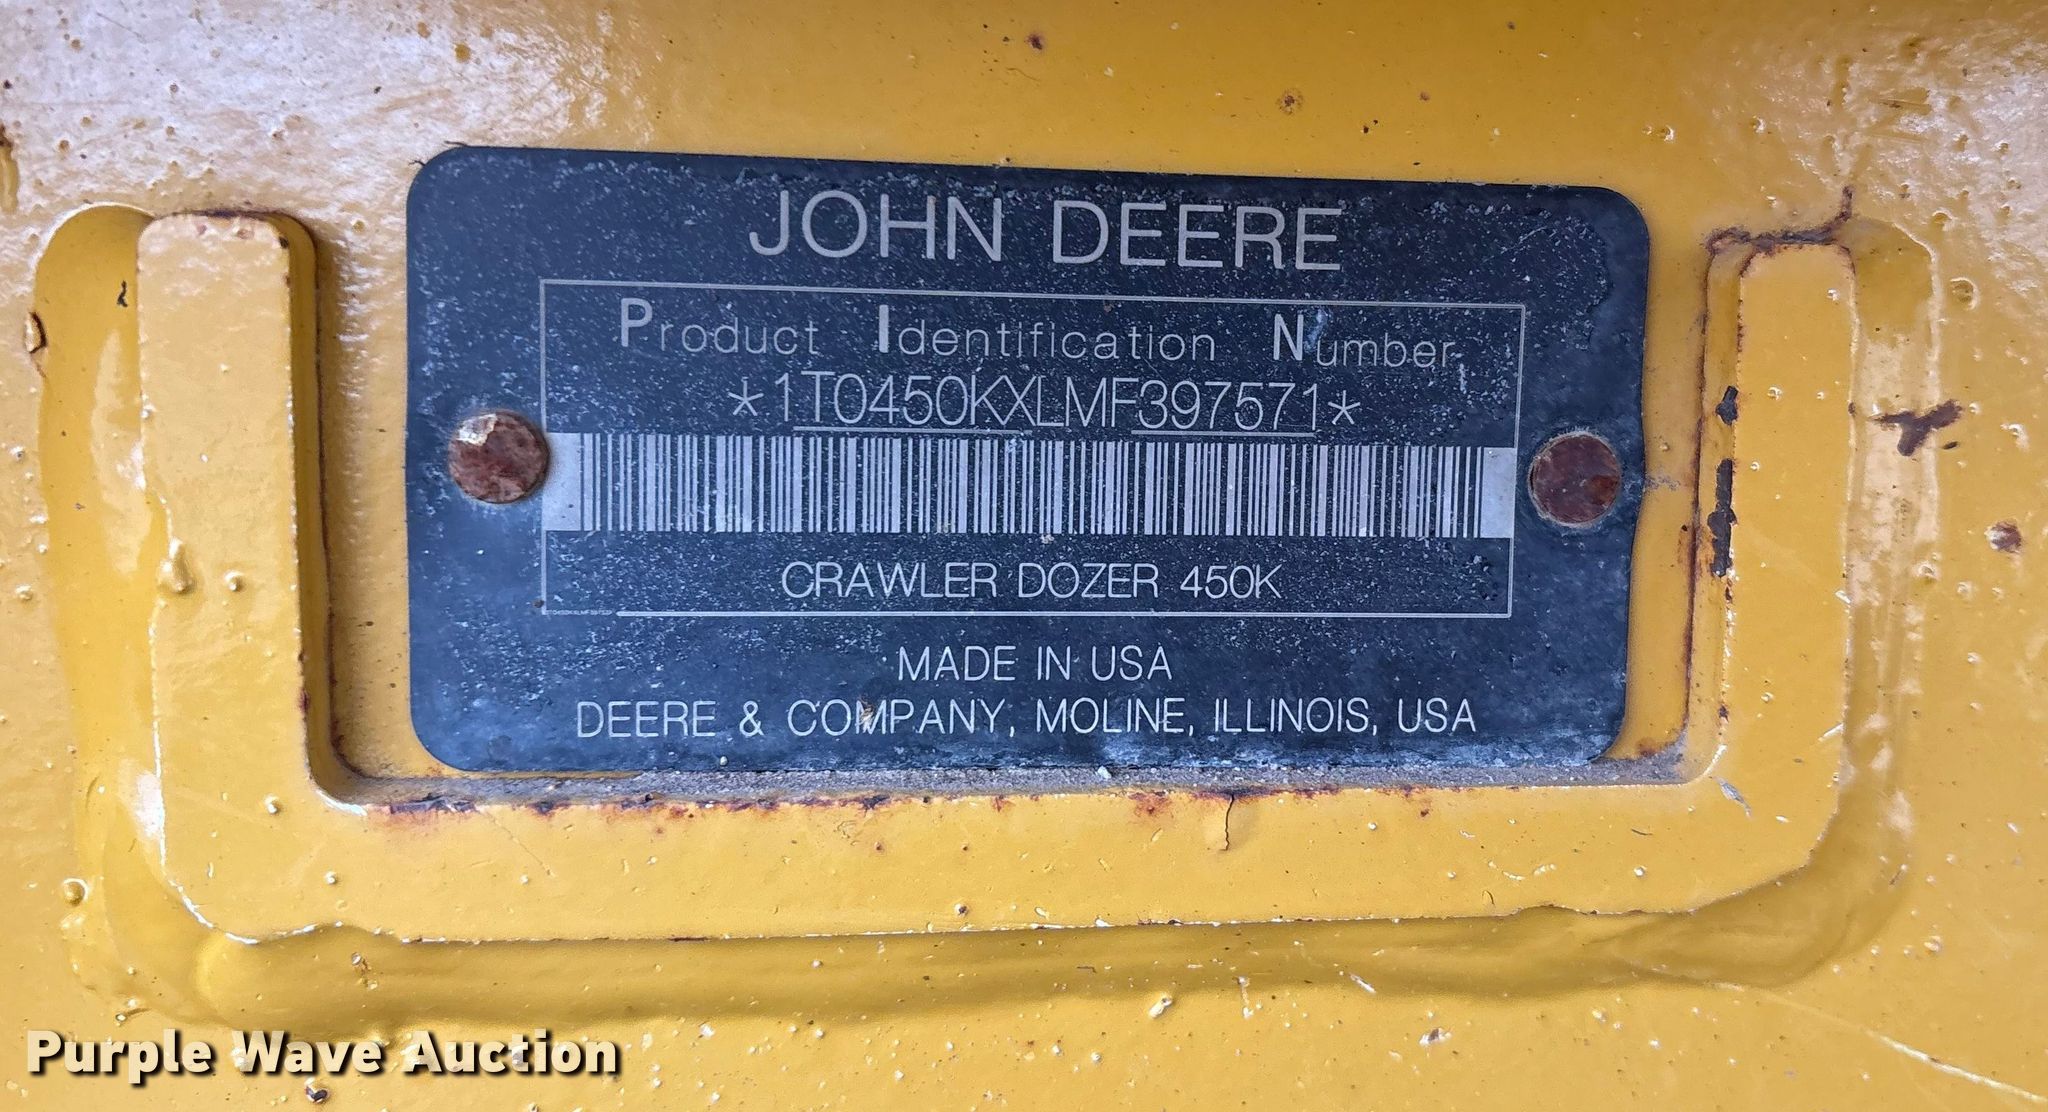 JOHN DEERE
Product Identification Number
*1T0450KXLMF397571*
CRAWLER DOZER 450K
MADE IN USA
DEERE & COMPANY, MOLINE, ILLINOIS, USA
Purple Wave Auction